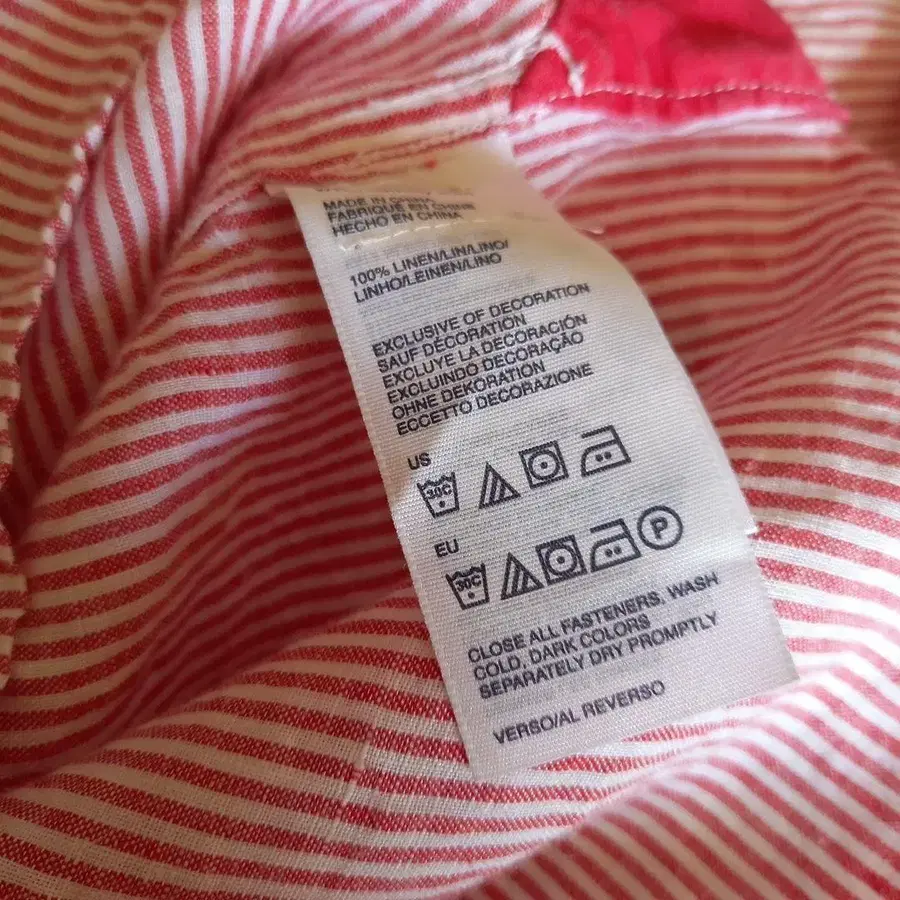 MADE IN CHINA
FABRIQUÉ EN CHINE
HECHO EN CHINA
100% LINEN/LIN/LINO/
LINHO/LEINEN/LINO
EXCLUSIVE OF DECORATION
SAUF DÉCORATION
EXCLUYE LA DECORACIÓN
EXCLUINDO DECORAÇÃO
OHNE DEKORATION
ECCETTO DECORAZIONE
US
30C
EU
30C P
CLOSE ALL FASTENERS, WASH
COLD, DARK COLORS
SEPARATELY DRY PROMPTLY
VERSO/AL REVERSO